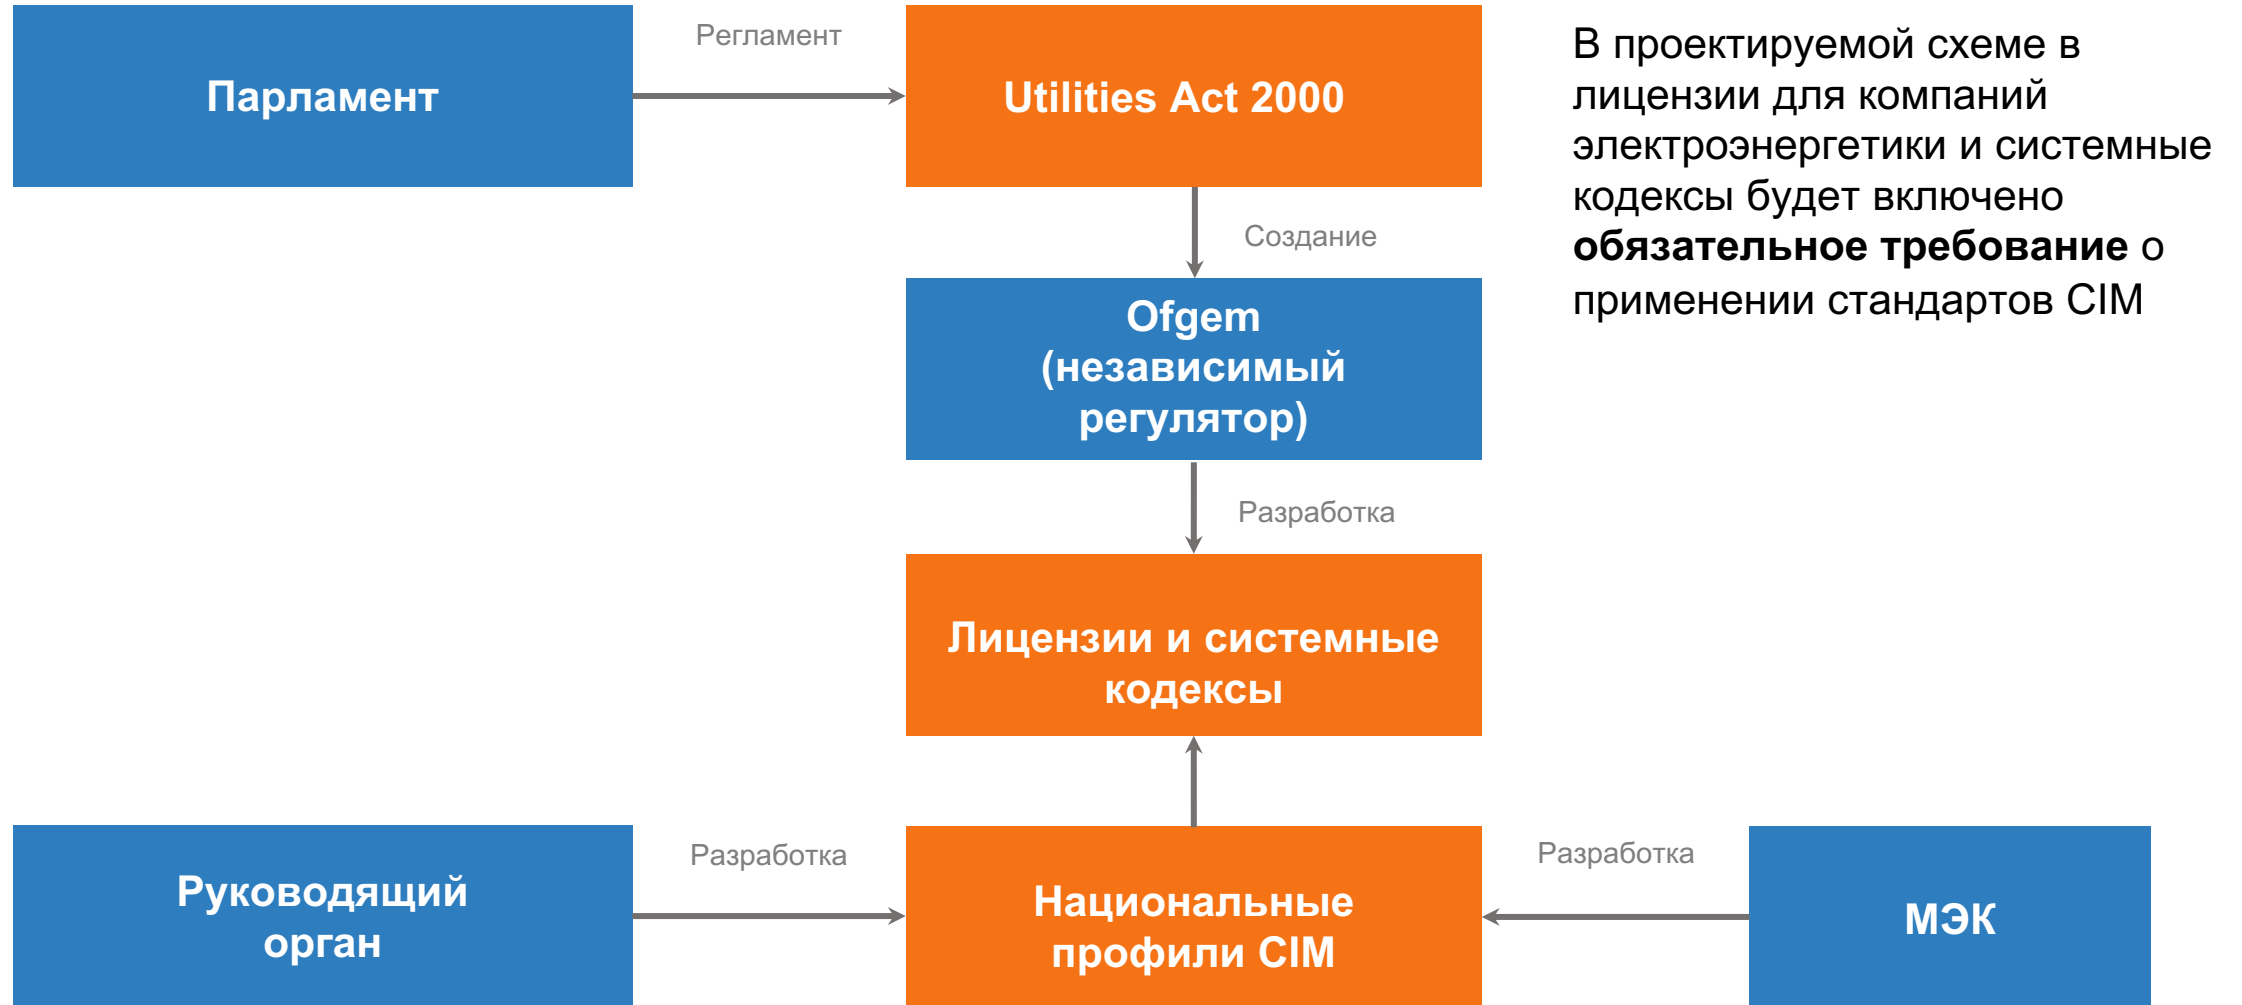 Парламент
Регламент
Utilities Act 2000
В проектируемой схеме в
лицензии для компаний
электроэнергетики и системные
кодексы будет включено
обязательное требование о
применении стандартов CIM
Создание
Ofgem
(независимый
регулятор)
Разработка
Лицензии и системные
кодексы
Руководящий
орган
Разработка
Национальные
профили CIM
Разработка
МЭК